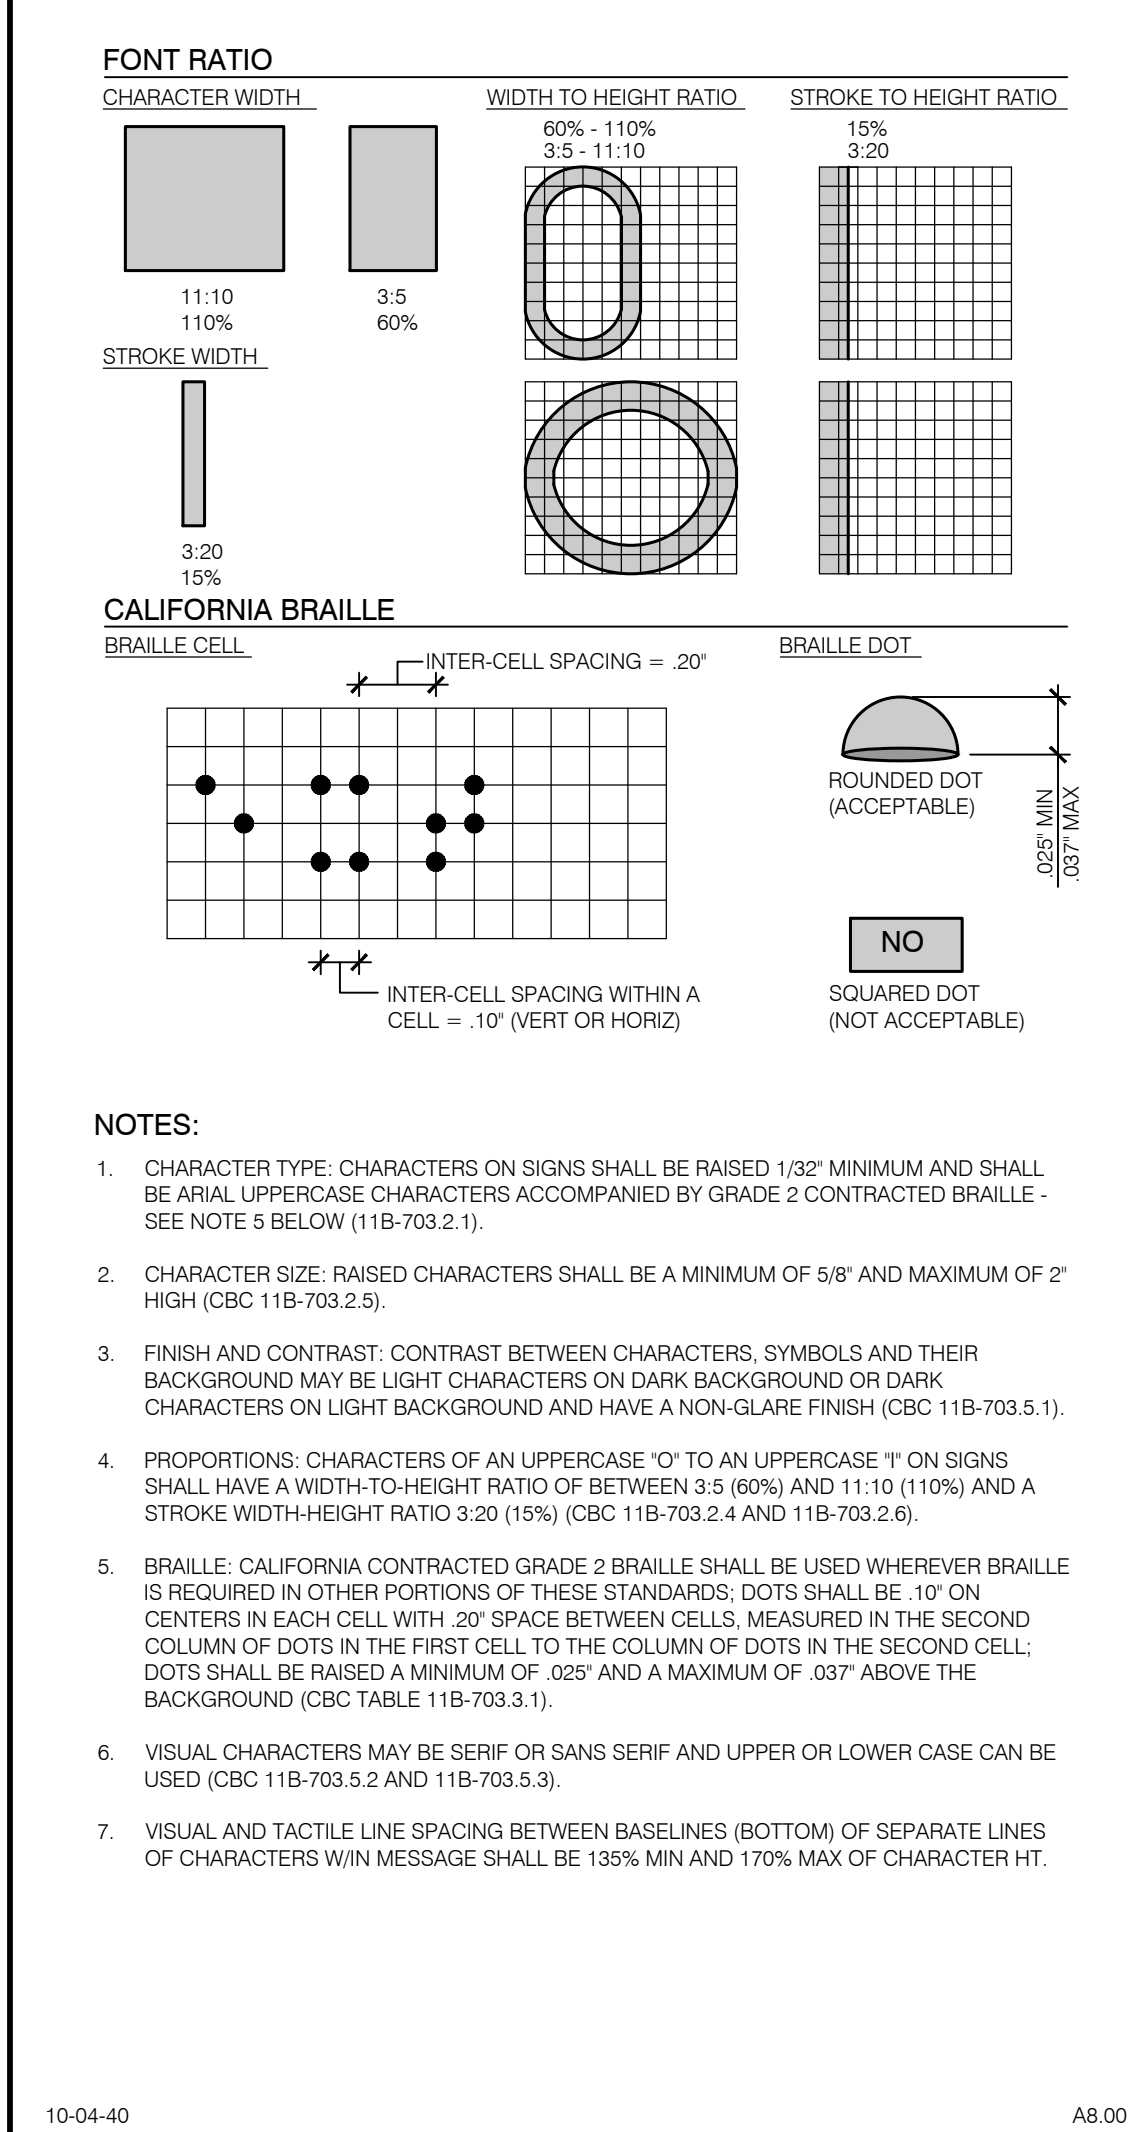 FONT RATIO
CHARACTER WIDTH
WIDTH TO HEIGHT RATIO
STROKE TO HEIGHT RATIO
60% - 110%
3:5 - 11:10
15%
3:20
11:10
110%
3:5
60%
STROKE WIDTH
3:20
15%
CALIFORNIA BRAILLE
BRAILLE CELL
BRAILLE DOT
INTER-CELL SPACING = .20"
ROUNDED DOT
(ACCEPTABLE)
.025" MIN
.037" MAX
NO
SQUARED DOT
(NOT ACCEPTABLE)
INTER-CELL SPACING WITHIN A
CELL = .10" (VERT OR HORIZ)
NOTES:
1. CHARACTER TYPE: CHARACTERS ON SIGNS SHALL BE RAISED 1/32" MINIMUM AND SHALL
BE ARIAL UPPERCASE CHARACTERS ACCOMPANIED BY GRADE 2 CONTRACTED BRAILLE -
SEE NOTE 5 BELOW (11B-703.2.1).
2. CHARACTER SIZE: RAISED CHARACTERS SHALL BE A MINIMUM OF 5/8" AND MAXIMUM OF 2"
HIGH (CBC 11B-703.2.5).
3. FINISH AND CONTRAST: CONTRAST BETWEEN CHARACTERS, SYMBOLS AND THEIR
BACKGROUND MAY BE LIGHT CHARACTERS ON DARK BACKGROUND OR DARK
CHARACTERS ON LIGHT BACKGROUND AND HAVE A NON-GLARE FINISH (CBC 11B-703.5.1).
4. PROPORTIONS: CHARACTERS OF AN UPPERCASE "O" TO AN UPPERCASE "I" ON SIGNS
SHALL HAVE A WIDTH-TO-HEIGHT RATIO OF BETWEEN 3:5 (60%) AND 11:10 (110%) AND A
STROKE WIDTH-HEIGHT RATIO 3:20 (15%) (CBC 11B-703.2.4 AND 11B-703.2.6).
5. BRAILLE: CALIFORNIA CONTRACTED GRADE 2 BRAILLE SHALL BE USED WHEREVER BRAILLE
IS REQUIRED IN OTHER PORTIONS OF THESE STANDARDS; DOTS SHALL BE .10" ON
CENTERS IN EACH CELL WITH .20" SPACE BETWEEN CELLS, MEASURED IN THE SECOND
COLUMN OF DOTS IN THE FIRST CELL TO THE COLUMN OF DOTS IN THE SECOND CELL;
DOTS SHALL BE RAISED A MINIMUM OF .025" AND A MAXIMUM OF .037" ABOVE THE
BACKGROUND (CBC TABLE 11B-703.3.1).
6. VISUAL CHARACTERS MAY BE SERIF OR SANS SERIF AND UPPER OR LOWER CASE CAN BE
USED (CBC 11B-703.5.2 AND 11B-703.5.3).
7. VISUAL AND TACTILE LINE SPACING BETWEEN BASELINES (BOTTOM) OF SEPARATE LINES
OF CHARACTERS W/IN MESSAGE SHALL BE 135% MIN AND 170% MAX OF CHARACTER HT.
10-04-40
A8.00